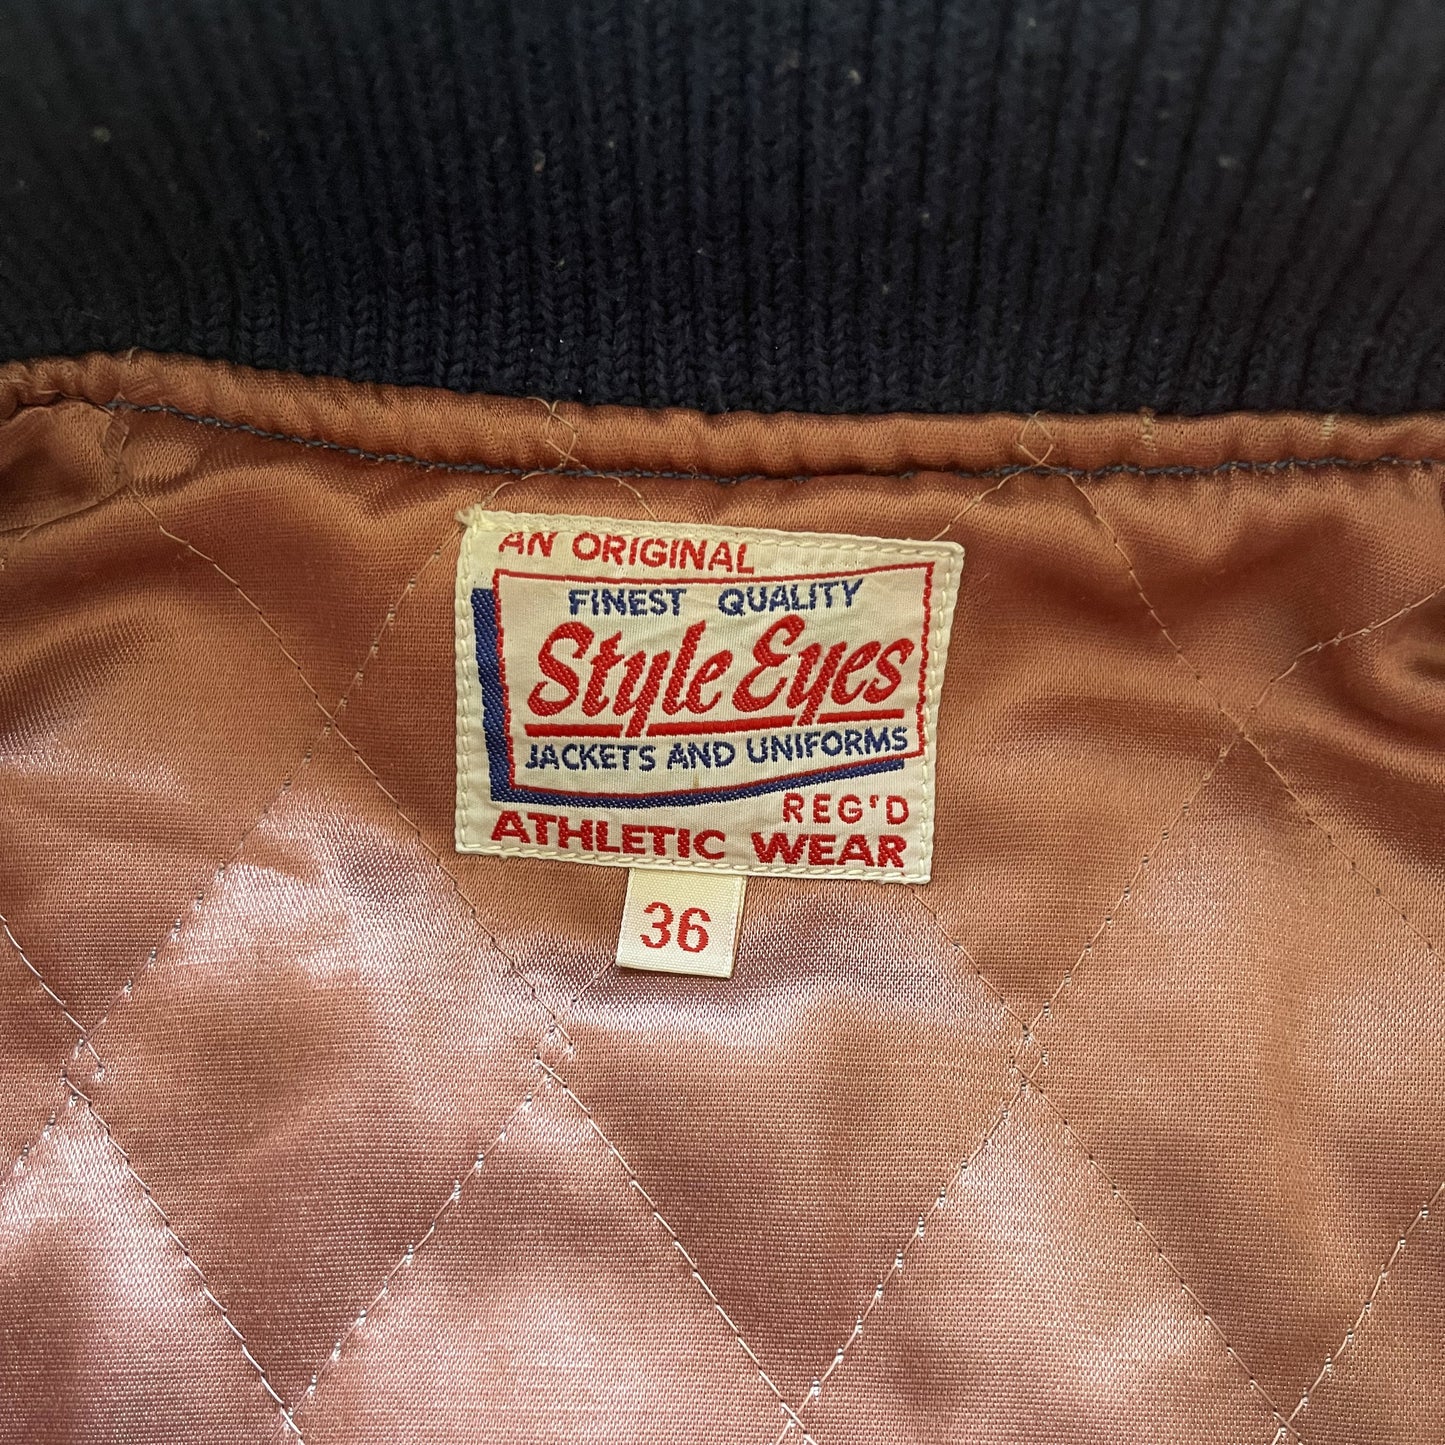 AN ORIGINAL
FINEST QUALITY
Style Eyes
JACKETS AND UNIFORMS
REG'D
ATHLETIC WEAR
36